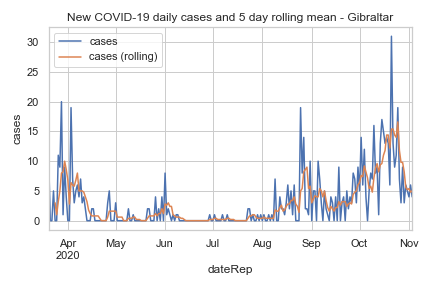 New COVID-19 daily cases and 5 day rolling mean - Gibraltar
cases
cases (rolling)
30
25
20
15
10
5
0
cases
Apr May Jun Jul Aug Sep Oct Nov
2020
dateRep